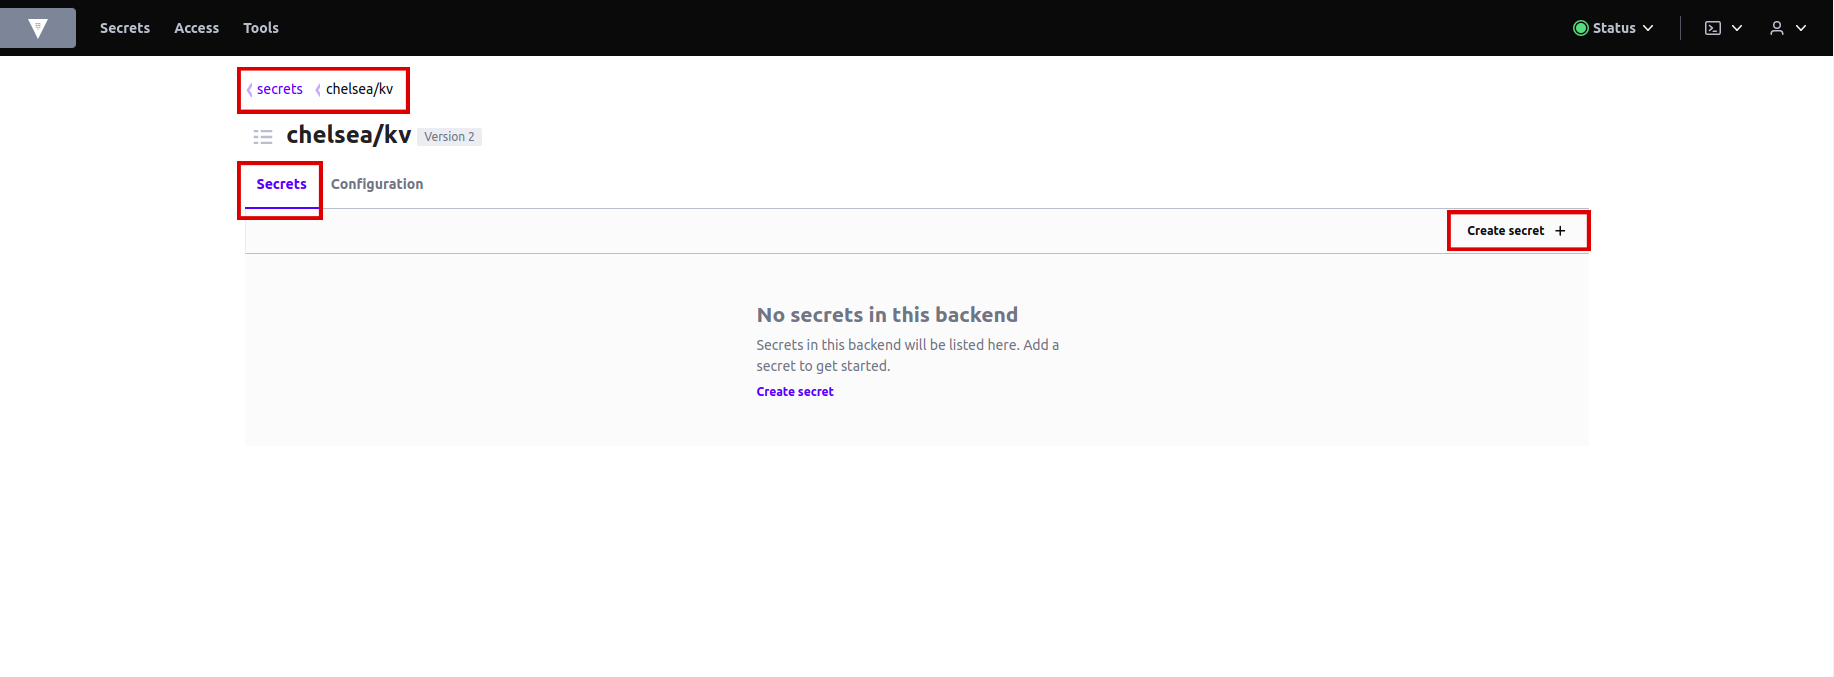 Secrets Access Tools Status
secrets chelsea/kv
chelsea/kv Version 2
Secrets Configuration
Create secret +
No secrets in this backend
Secrets in this backend will be listed here. Add a
secret to get started.
Create secret